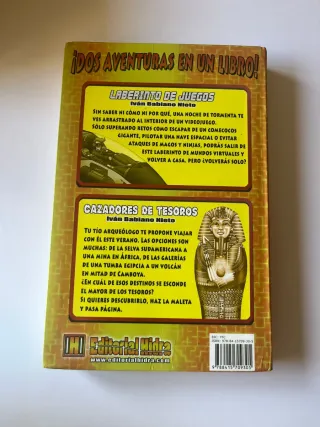 ¡DOS AVENTURAS EN UN LIBRO!
LABERINTO DE JUEGOS
Iván Babiano Nieto
SIN SABER NI CÓMO NI POR QUÉ, UNA NOCHE DE TORMENTA TE
VES ARRASTRADO AL INTERIOR DE UN VIDEOJUEGO.
SÓLO SUPERANDO RETOS COMO ESCAPAR DE UN COMECOCOS
GIGANTE, PILOTAR UNA NAVE ESPACIAL O EVITAR
ATAQUES DE MAGOS Y NINJAS, PODRÁS SALIR DE
ESTE LABERINTO DE MUNDOS VIRTUALES Y
VOLVER A CASA. PERO ¿VOLVERÁS SOLO?
CAZADORES DE TESOROS
Iván Babiano Nieto
TU TÍO ARQUEÓLOGO TE PROPONE VIAJAR
CON ÉL ESTE VERANO. LAS OPCIONES SON
MUCHAS: DE LA SELVA SUDAMERICANA A
UNA MINA EN ÁFRICA, DE LAS GALERÍAS
DE UNA TUMBA EGIPCIA A UN VOLCÁN
EN MITAD DE CAMBOYA.
¿EN CUÁL DE ESOS DESTINOS SE ESCONDE
EL MAYOR DE LOS TESOROS?
SI QUIERES DESCUBRIRLO, HAZ LA MALETA
Y PASA PÁGINA.
[H] Editorial Hidra
www.editorialhidra.com
9 788415 709305